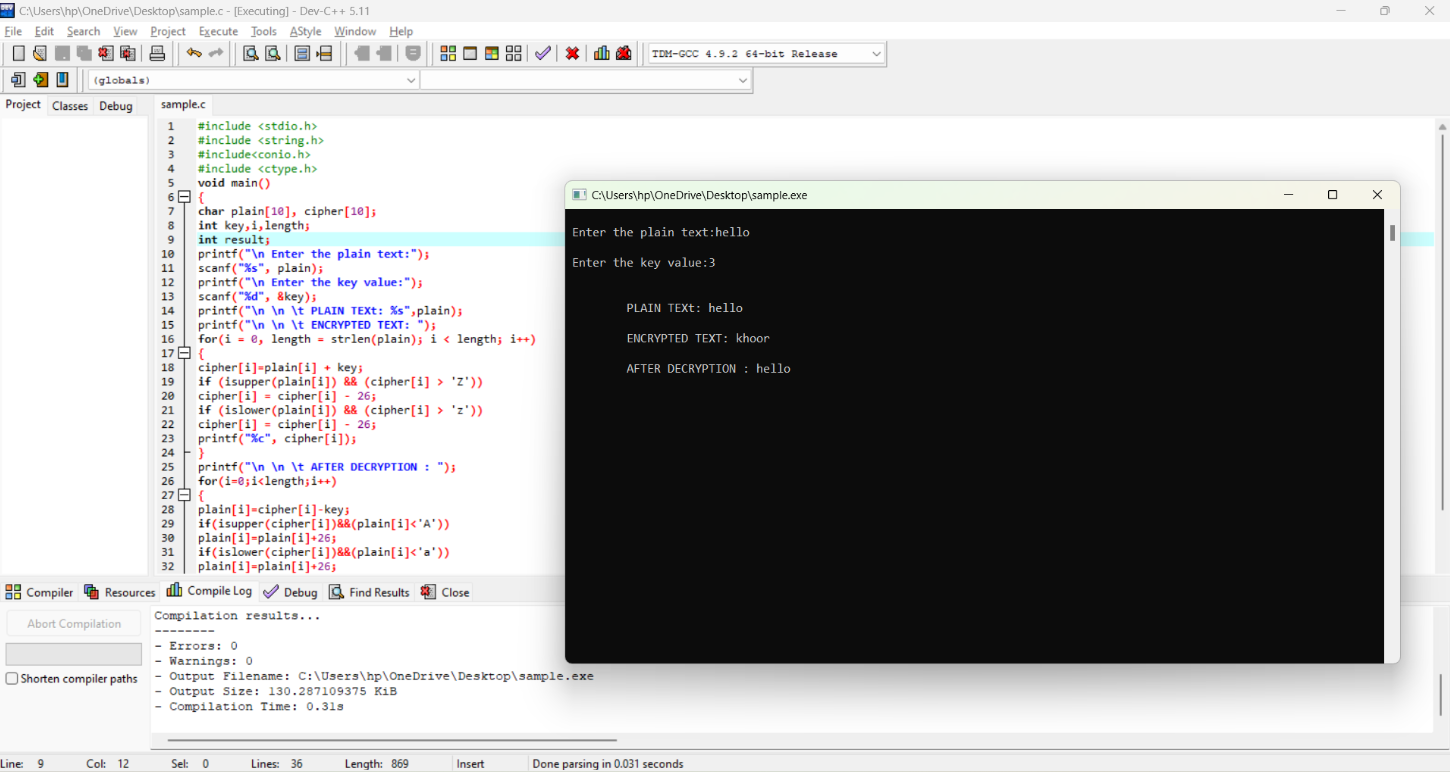 C:\Users\hp\OneDrive\Desktop\sample.c - [Executing] - Dev-C++ 5.11
File Edit Search View Project Execute Tools AStyle Window Help
TDM-GCC 4.9.2 64-bit Release
(globals)
Project Classes Debug
sample.c
1 #include <stdio.h>
2 #include <string.h>
3 #include<conio.h>
4 #include <ctype.h>
5 void main()
6 {
7 char plain[10], cipher[10];
8 int key,i,length;
9 int result;
10 printf("\n Enter the plain text:");
11 scanf("%s", plain);
12 printf("\n Enter the key value:");
13 scanf("%d", &key);
14 printf("\n \n \t PLAIN TEXt: %s",plain);
15 printf("\n \n \t ENCRYPTED TEXT: ");
16 for(i = 0, length = strlen(plain); i < length; i++)
17 {
18 cipher[i]=plain[i] + key;
19 if (isupper(plain[i]) && (cipher[i] > 'Z'))
20 cipher[i] = cipher[i] - 26;
21 if (islower(plain[i]) && (cipher[i] > 'z'))
22 cipher[i] = cipher[i] - 26;
23 printf("%c", cipher[i]);
24 }
25 printf("\n \n \t AFTER DECRYPTION : ");
26 for(i=0;i<length;i++)
27 {
28 plain[i]=cipher[i]-key;
29 if(isupper(cipher[i])&&(plain[i]<'A'))
30 plain[i]=plain[i]+26;
31 if(islower(cipher[i])&&(plain[i]<'a'))
32 plain[i]=plain[i]+26;
C:\Users\hp\OneDrive\Desktop\sample.exe
Enter the plain text:hello
Enter the key value:3
PLAIN TEXt: hello
ENCRYPTED TEXT: khoor
AFTER DECRYPTION : hello
Compiler Resources Compile Log Debug Find Results Close
Abort Compilation
Shorten compiler paths
Compilation results...
--------
- Errors: 0
- Warnings: 0
- Output Filename: C:\Users\hp\OneDrive\Desktop\sample.exe
- Output Size: 130.287109375 KiB
- Compilation Time: 0.31s
Line: 9 Col: 12 Sel: 0 Lines: 36 Length: 869 Insert Done parsing in 0.031 seconds